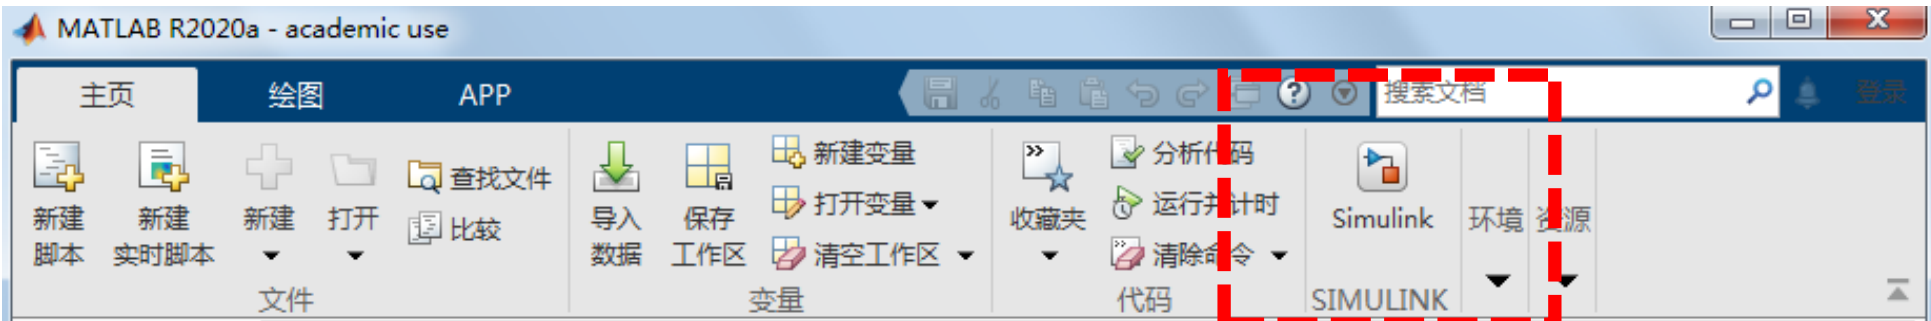 MATLAB R2020a - academic use
主页 绘图 APP 搜索文档 登录
新建
脚本
新建
实时脚本
新建
打开
查找文件
比较
文件
导入
数据
保存
工作区
新建变量
打开变量
清空工作区
变量
收藏夹
分析代码
运行并计时
清除命令
代码
Simulink
SIMULINK
环境
资源